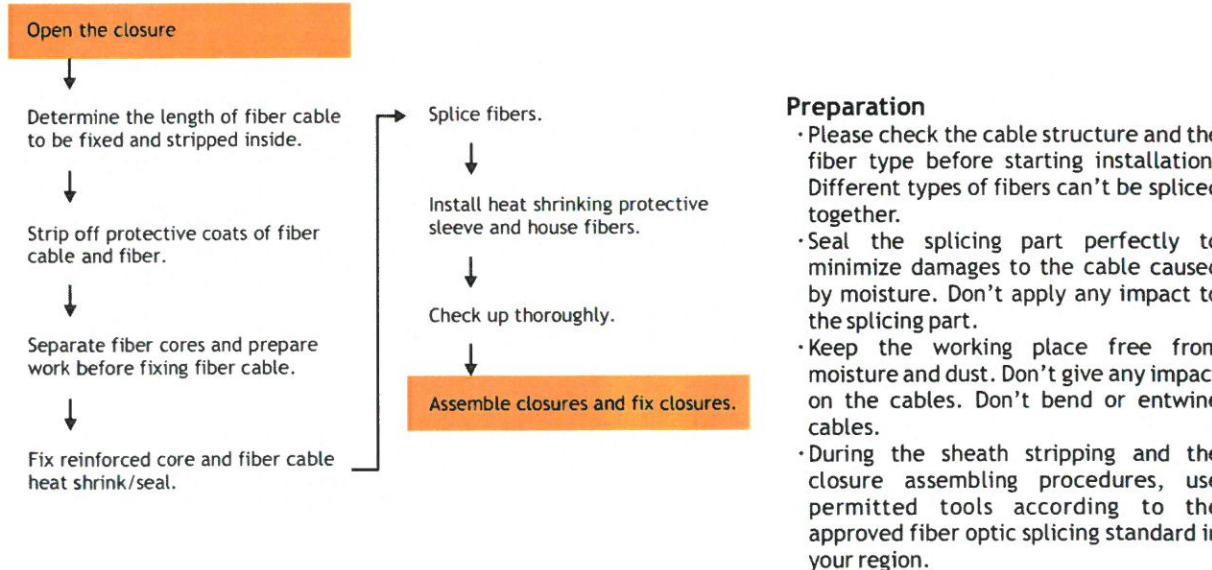 Open the closure
Determine the length of fiber cable
to be fixed and stripped inside.
Strip off protective coats of fiber
cable and fiber.
Separate fiber cores and prepare
work before fixing fiber cable.
Fix reinforced core and fiber cable
heat shrink/seal.
Splice fibers.
Install heat shrinking protective
sleeve and house fibers.
Check up thoroughly.
Assemble closures and fix closures.
Preparation
· Please check the cable structure and the
fiber type before starting installation
Different types of fibers can't be spliced
together.
· Seal the splicing part perfectly to
minimize damages to the cable caused
by moisture. Don't apply any impact to
the splicing part.
· Keep the working place free from
moisture and dust. Don't give any impac
on the cables. Don't bend or entwine
cables.
· During the sheath stripping and the
closure assembling procedures, use
permitted tools according to the
approved fiber optic splicing standard in
your region.